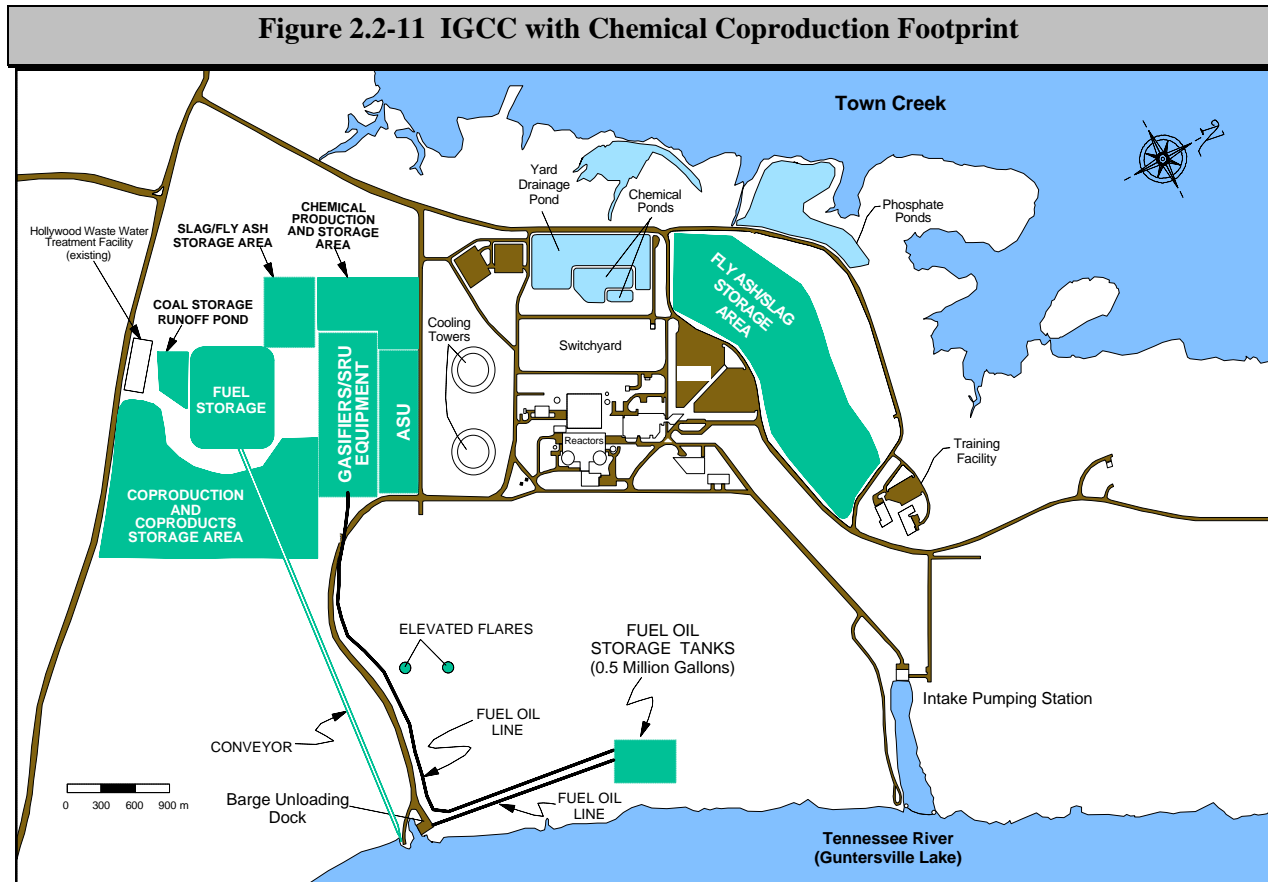 Figure 2.2-11 IGCC with Chemical Coproduction Footprint
Town Creek
N
Yard
Drainage
Pond
Chemical
Ponds
Phosphate
Ponds
Hollywood Waste Water
Treatment Facility
(existing)
SLAG/FLY ASH
STORAGE AREA
CHEMICAL
PRODUCTION
AND STORAGE
AREA
COAL STORAGE
RUNOFF POND
FUEL
STORAGE
GASIFIERS/SRU
EQUIPMENT
ASU
Cooling
Towers
Switchyard
Reactors
FLY ASH/SLAG
STORAGE
AREA
Training
Facility
COPRODUCTION
AND
COPRODUCTS
STORAGE AREA
ELEVATED FLARES
FUEL OIL
STORAGE TANKS
(0.5 Million Gallons)
Intake Pumping Station
CONVEYOR
FUEL OIL
LINE
0 300 600 900 m
Barge Unloading
Dock
FUEL OIL
LINE
Tennessee River
(Guntersville Lake)